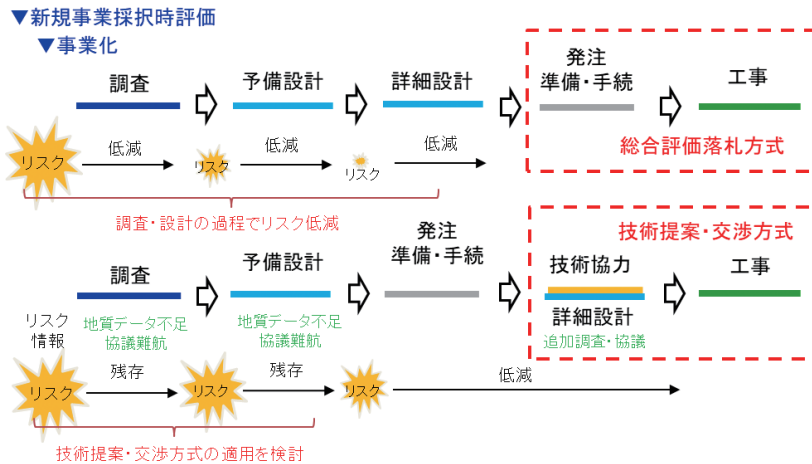 ▼新規事業採択時評価
▼事業化
調査
予備設計
詳細設計
発注
準備・手続
工事
総合評価落札方式
リスク
低減
リスク
低減
リスク
低減
調査・設計の過程でリスク低減
技術提案・交渉方式
調査
予備設計
発注
準備・手続
技術協力
詳細設計
追加調査・協議
工事
リスク
情報
地質データ不足
協議難航
地質データ不足
協議難航
リスク
残存
リスク
残存
リスク
低減
技術提案・交渉方式の適用を検討